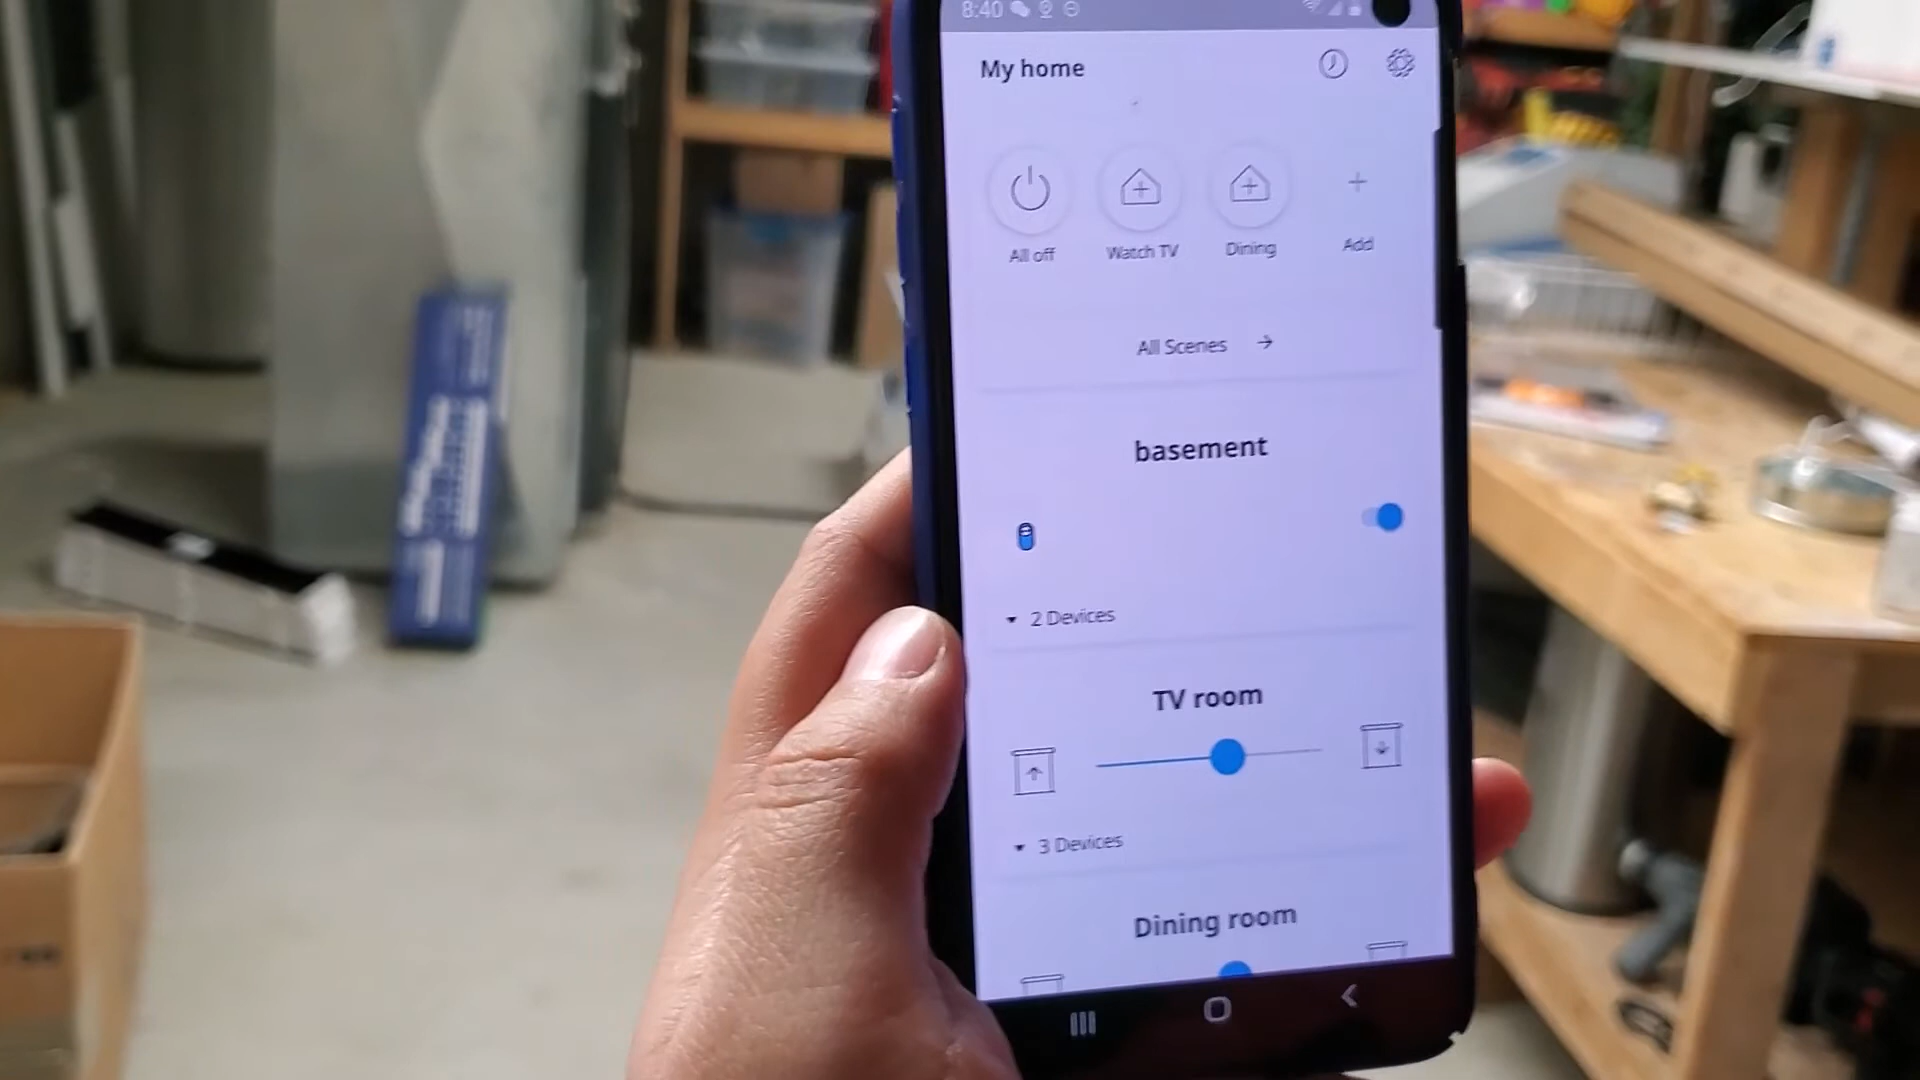 8:40
My home
All off
Watch TV
Dining
Add
All Scenes
basement
2 Devices
TV room
3 Devices
Dining room